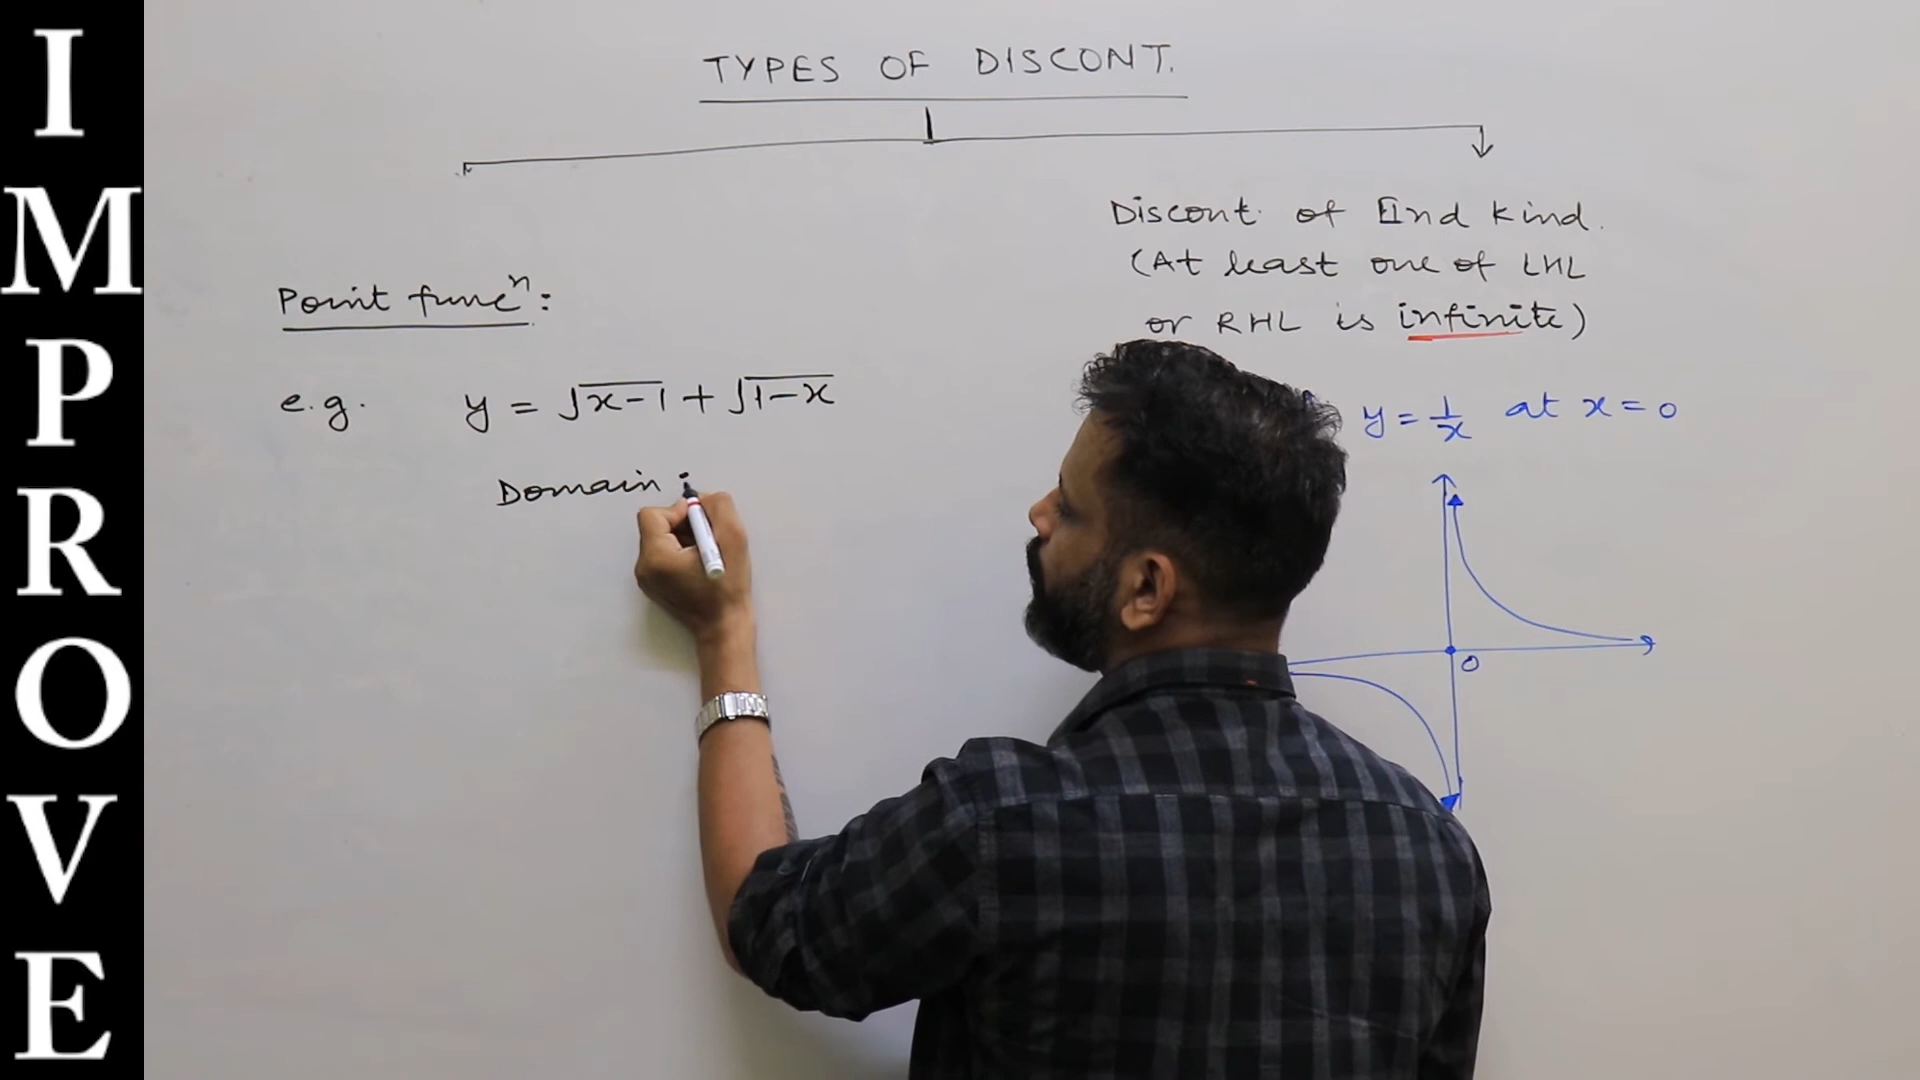 IMPROVE
TYPES OF DISCONT.
Discont. of IInd kind.
(At least one of LHL
or RHL is infinite)
Point funcⁿ:
e.g. y = √x-1 + √1-x
Domain :
y = 1/x at x = 0
0